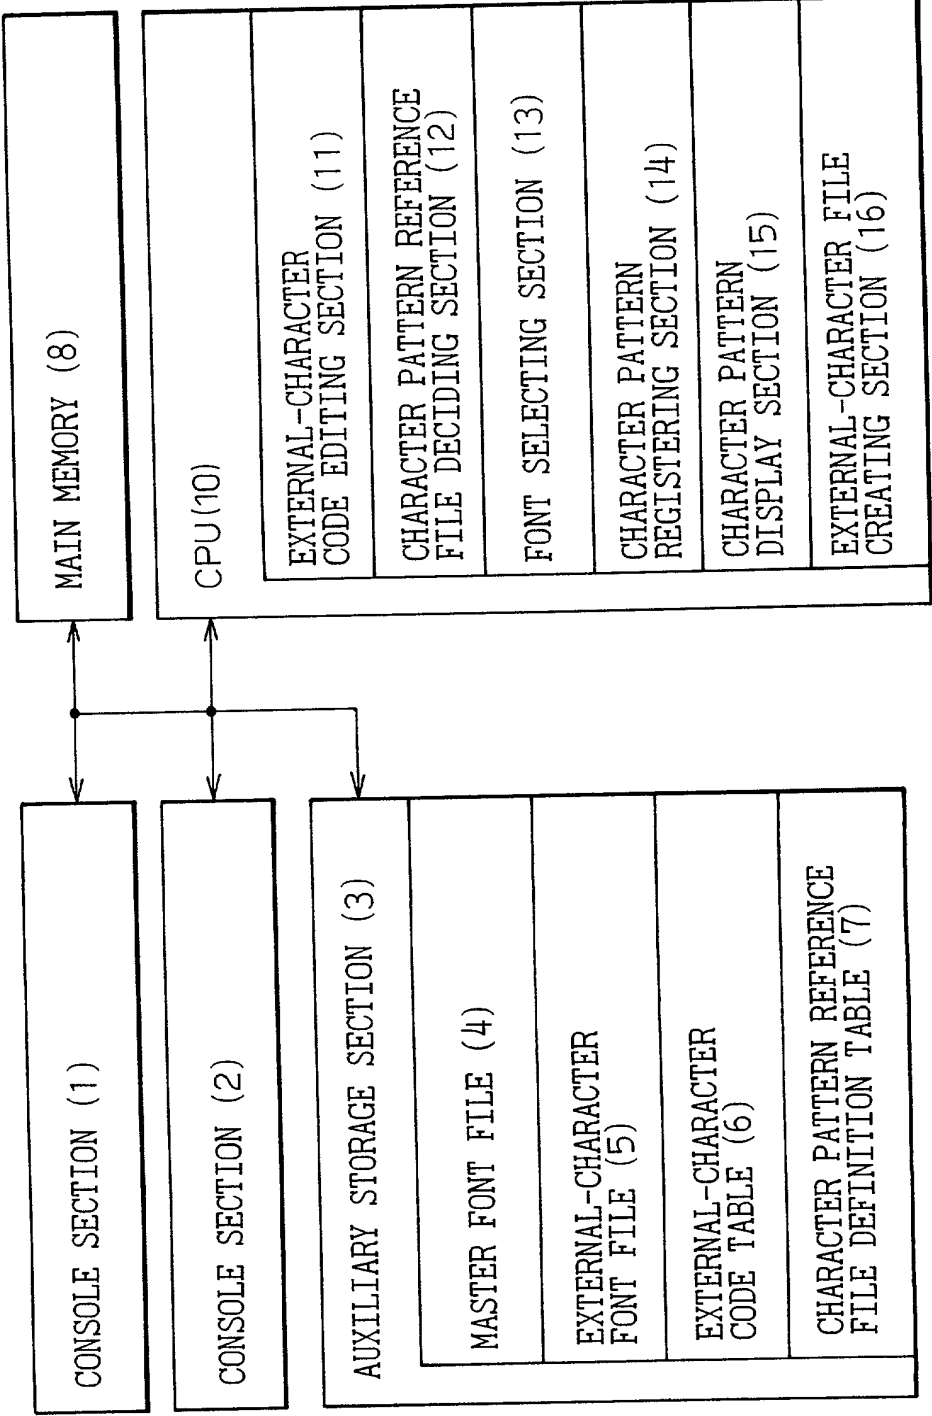 CONSOLE SECTION (1)
CONSOLE SECTION (2)
AUXILIARY STORAGE SECTION (3)
MASTER FONT FILE (4)
EXTERNAL-CHARACTER
FONT FILE (5)
EXTERNAL-CHARACTER
CODE TABLE (6)
CHARACTER PATTERN REFERENCE
FILE DEFINITION TABLE (7)
MAIN MEMORY (8)
CPU(10)
EXTERNAL-CHARACTER
CODE EDITING SECTION (11)
CHARACTER PATTERN REFERENCE
FILE DECIDING SECTION (12)
FONT SELECTING SECTION (13)
CHARACTER PATTERN
REGISTERING SECTION (14)
CHARACTER PATTERN
DISPLAY SECTION (15)
EXTERNAL-CHARACTER FILE
CREATING SECTION (16)